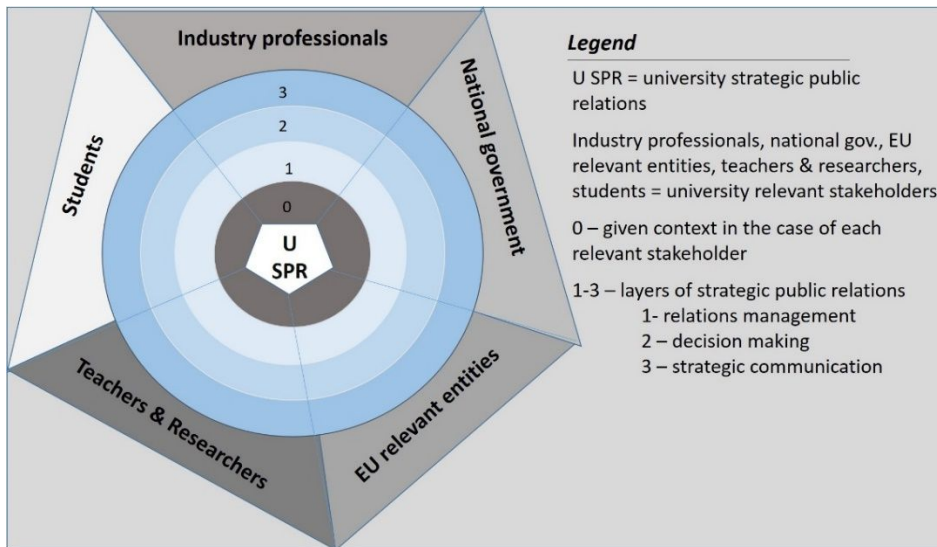 Industry professionals
National government
EU relevant entities
Teachers & Researchers
Students
3
2
1
0
U
SPR
Legend
U SPR = university strategic public
relations
Industry professionals, national gov., EU
relevant entities, teachers & researchers,
students = university relevant stakeholders
0 – given context in the case of each
relevant stakeholder
1-3 – layers of strategic public relations
1- relations management
2 – decision making
3 – strategic communication